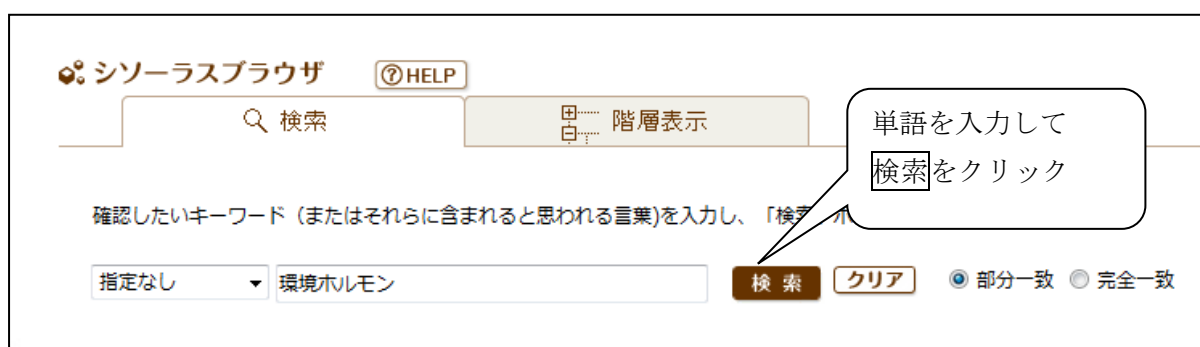 シソーラスブラウザ
?HELP
検索
階層表示
単語を入力して
検索をクリック
確認したいキーワード(またはそれらに含まれると思われる言葉)を入力し、「検索
指定なし
環境ホルモン
検 索
クリア
部分一致
完全一致